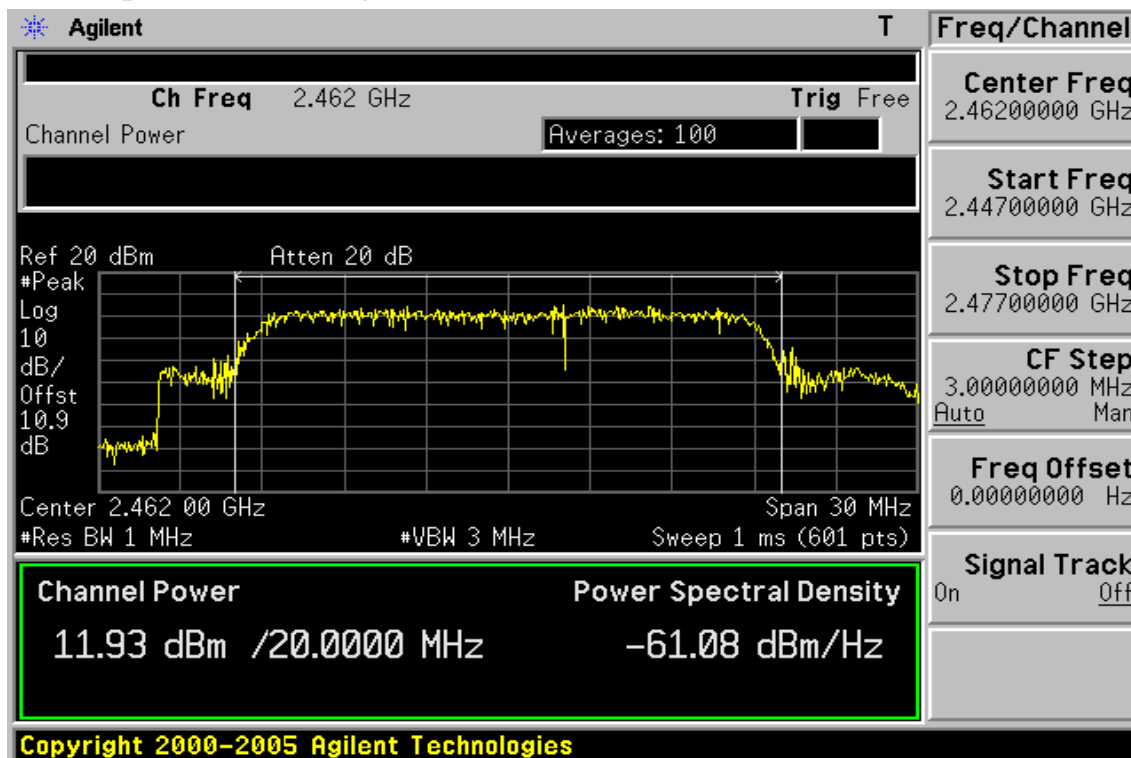 Agilent T
Ch Freq 2.462 GHz Trig Free
Channel Power Averages: 100
Ref 20 dBm Atten 20 dB
#Peak
Log
10
dB/
Offst
10.9
dB
Center 2.462 00 GHz Span 30 MHz
#Res BW 1 MHz #VBW 3 MHz Sweep 1 ms (601 pts)
Channel Power Power Spectral Density
11.93 dBm /20.0000 MHz -61.08 dBm/Hz
Copyright 2000-2005 Agilent Technologies
Freq/Channel
Center Freq
2.46200000 GHz
Start Freq
2.44700000 GHz
Stop Freq
2.47700000 GHz
CF Step
3.00000000 MHz
Auto Man
Freq Offset
0.00000000 Hz
Signal Track
On Off